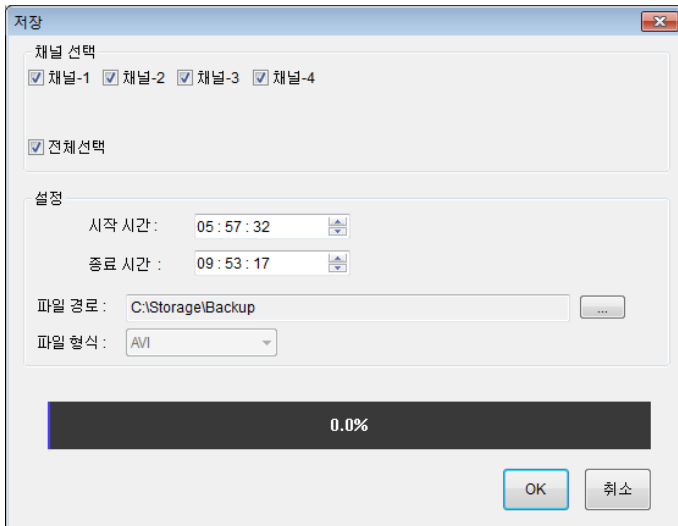 저장
채널 선택
채널-1 채널-2 채널-3 채널-4
전체선택
설정
시작 시간 : 05 : 57 : 32
종료 시간 : 09 : 53 : 17
파일 경로 : C:\Storage\Backup ...
파일 형식 : AVI
0.0%
OK 취소